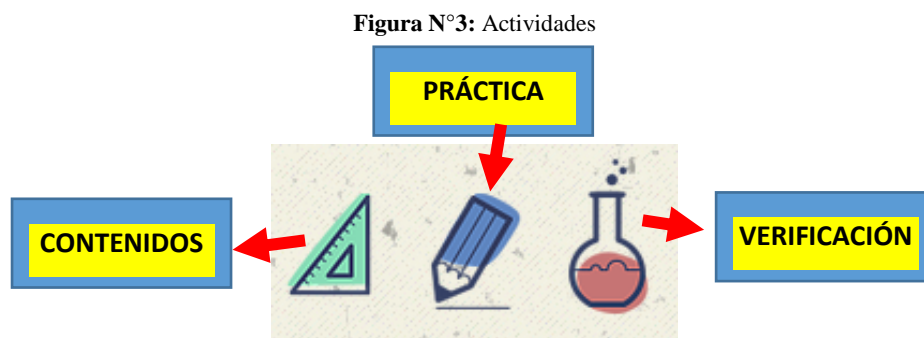 Figura N°3: Actividades
PRÁCTICA
CONTENIDOS
VERIFICACIÓN